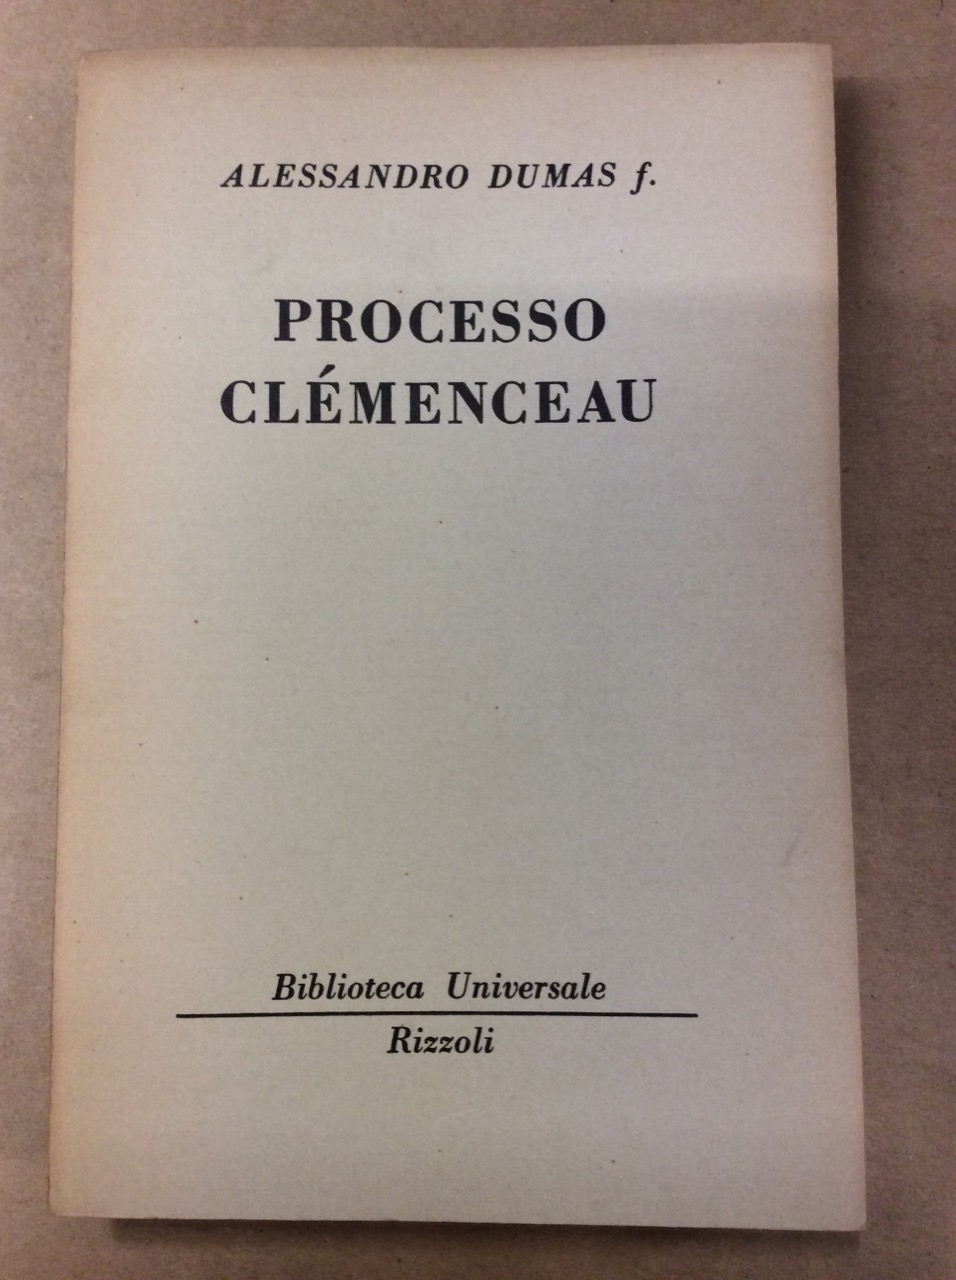 ALESSANDRO DUMAS f.
PROCESSO
CLÉMENCEAU
Biblioteca Universale
Rizzoli